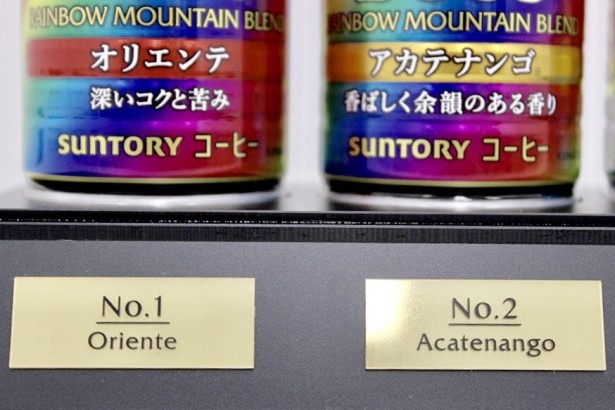 RAINBOW MOUNTAIN BLEND
オリエンテ
深いコクと苦み
SUNTORY コーヒー
RAINBOW MOUNTAIN BLEND
アカテナンゴ
香ばしく余韻のある香り
SUNTORY コーヒー
No.1
Oriente
No.2
Acatenango